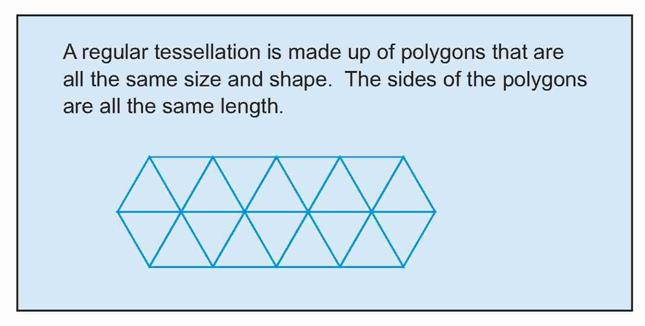 A regular tessellation is made up of polygons that are
all the same size and shape.  The sides of the polygons
are all the same length.